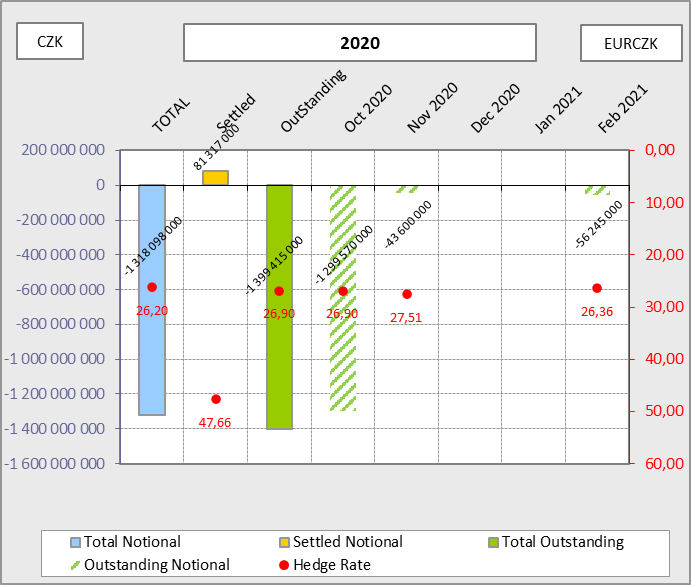 CZK
2020
EURCZK
TOTAL
Settled
OutStanding
Oct 2020
Nov 2020
Dec 2020
Jan 2021
Feb 2021
200 000 000
0
-200 000 000
-400 000 000
-600 000 000
-800 000 000
-1 000 000 000
-1 200 000 000
-1 400 000 000
-1 600 000 000
0,00
10,00
20,00
30,00
40,00
50,00
60,00
-1 318 098 000
81 317 000
-1 399 415 000
-1 299 570 000
-43 600 000
-56 245 000
26,20
47,66
26,90
26,90
27,51
26,36
Total Notional
Settled Notional
Total Outstanding
Outstanding Notional
Hedge Rate